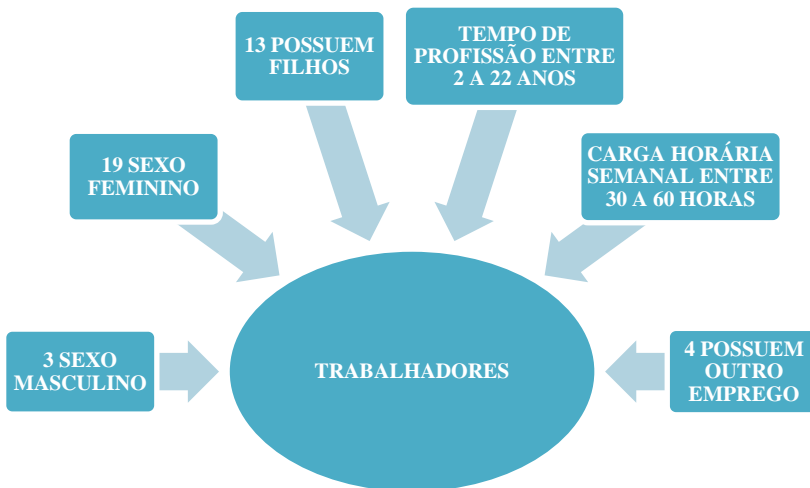 13 POSSUEM
FILHOS
TEMPO DE
PROFISSÃO ENTRE
2 A 22 ANOS
19 SEXO
FEMININO
CARGA HORÁRIA
SEMANAL ENTRE
30 A 60 HORAS
3 SEXO
MASCULINO
TRABALHADORES
4 POSSUEM
OUTRO
EMPREGO